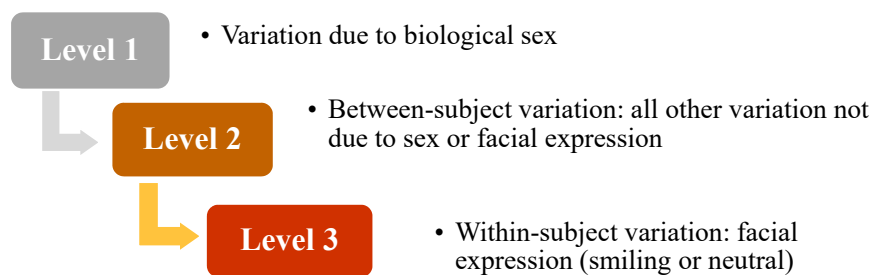 Level 1
• Variation due to biological sex
Level 2
• Between-subject variation: all other variation not
due to sex or facial expression
Level 3
• Within-subject variation: facial
expression (smiling or neutral)